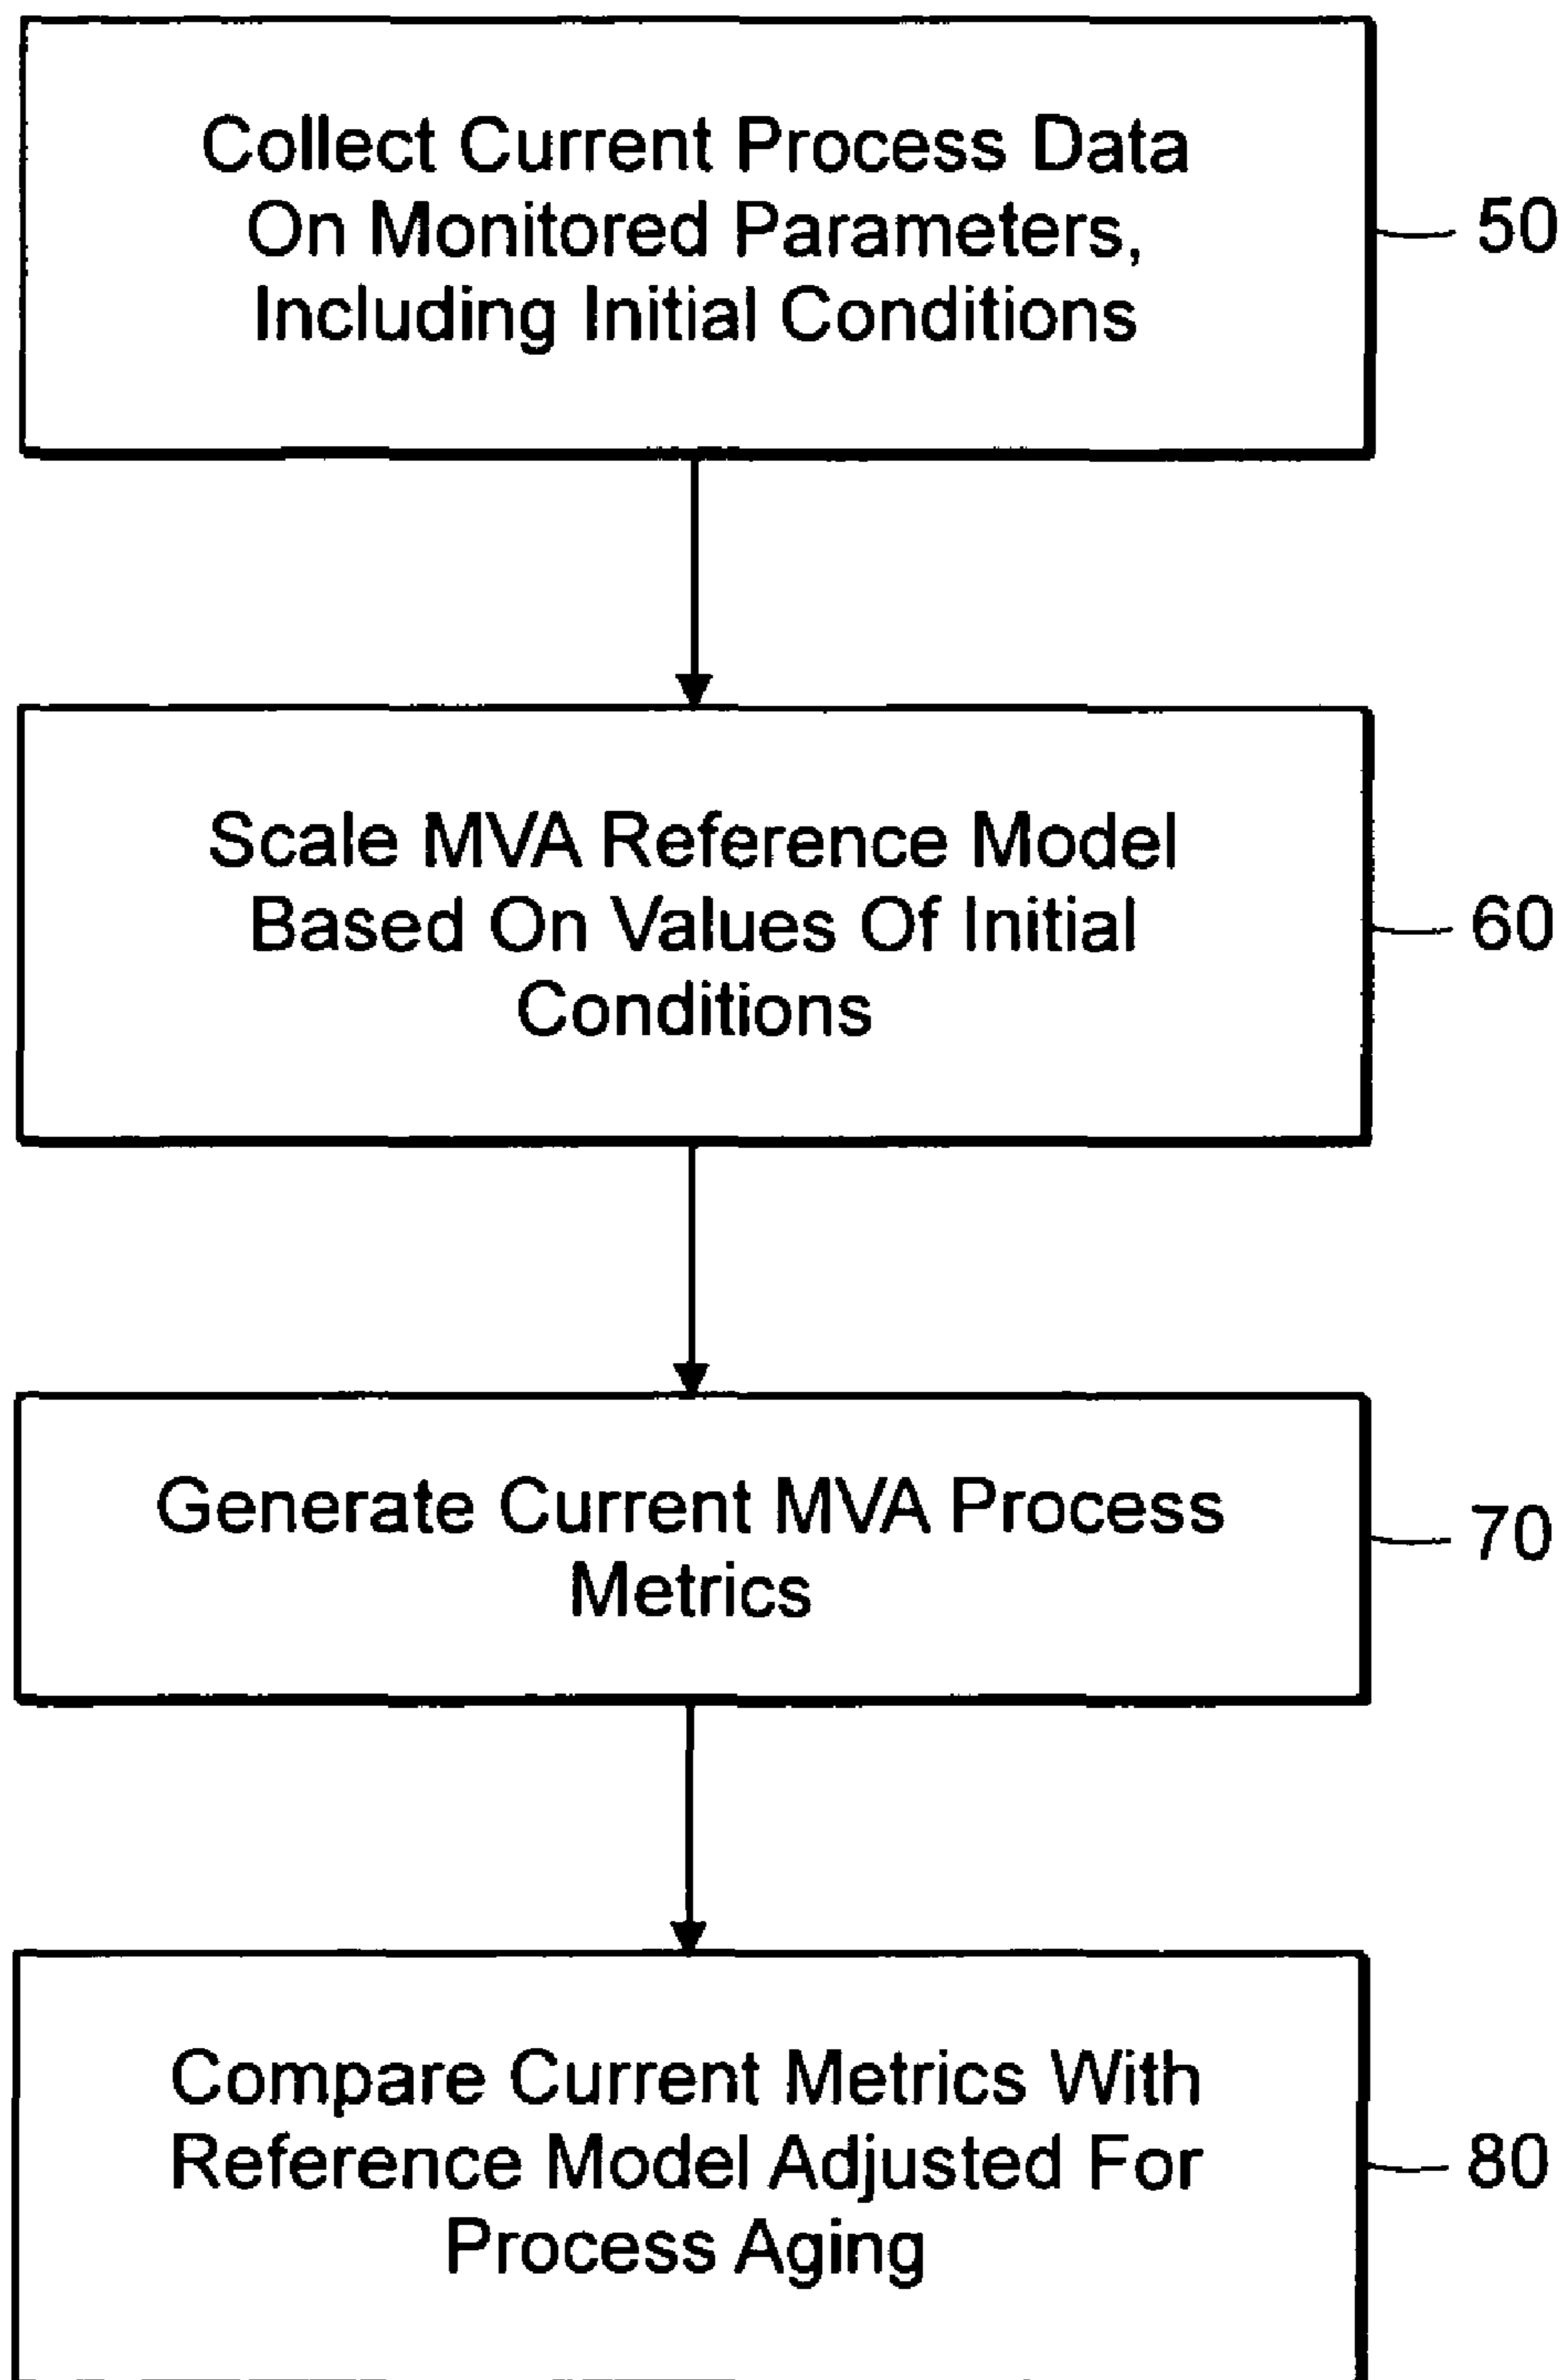 Collect Current Process Data
On Monitored Parameters,
Including Initial Conditions
50
Scale MVA Reference Model
Based On Values Of Initial
Conditions
60
Generate Current MVA Process
Metrics
70
Compare Current Metrics With
Reference Model Adjusted For
Process Aging
80